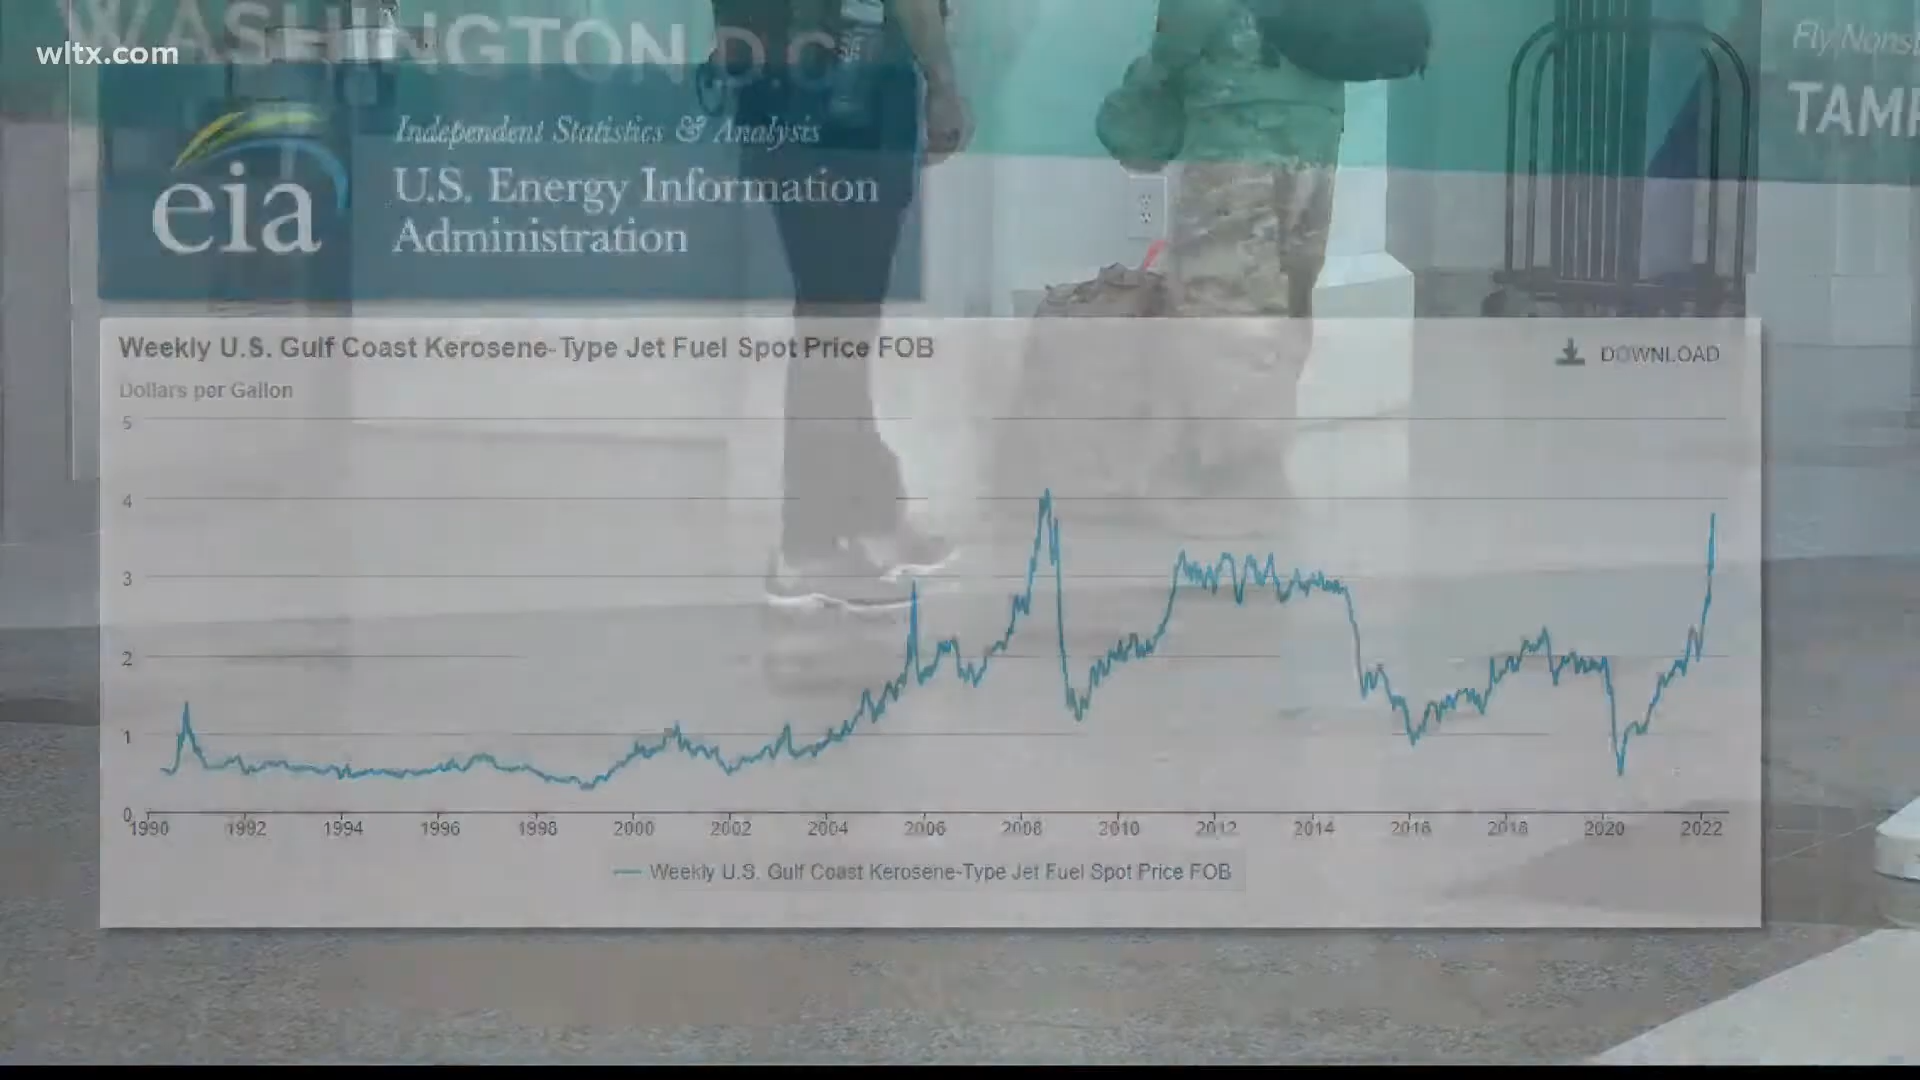 WASHINGTON D.C.
wltx.com
Fly Nonst
TAMP
eia
Independent Statistics & Analysis
U.S. Energy Information
Administration
Weekly U.S. Gulf Coast Kerosene-Type Jet Fuel Spot Price FOB
DOWNLOAD
Dollars per Gallon
5
4
3
2
1
0
1990 1992 1994 1996 1998 2000 2002 2004 2006 2008 2010 2012 2014 2016 2018 2020 2022
Weekly U.S. Gulf Coast Kerosene-Type Jet Fuel Spot Price FOB